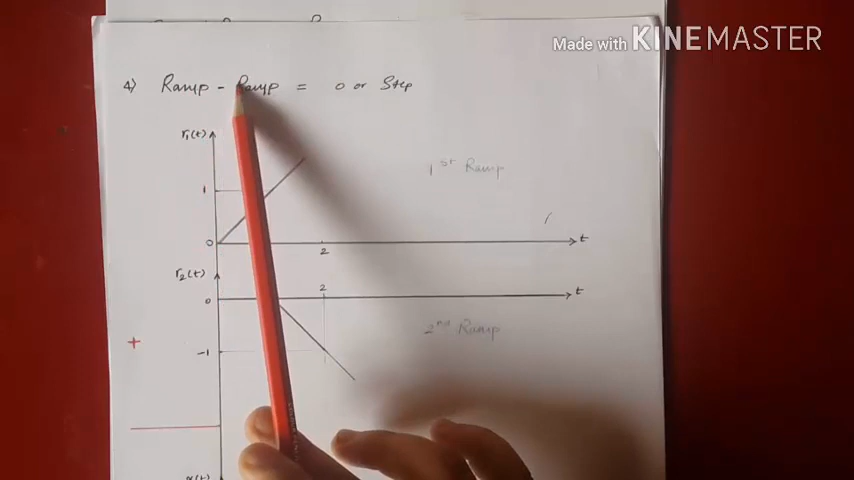 Made with KINEMASTER
4) Ramp - Ramp = 0 or Step
r₁(t)
1st Ramp
1
0
2
t
r₂(t)
2
0
t
2nd Ramp
+
-1
x(t)